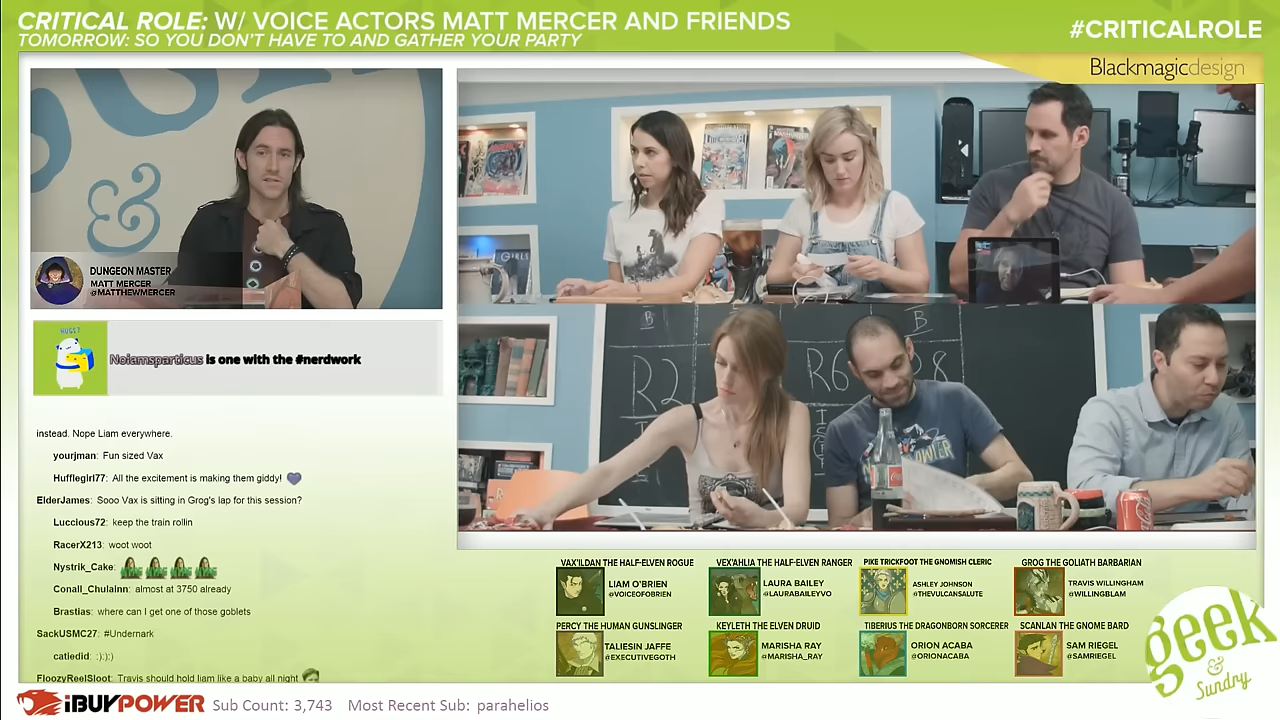 CRITICAL ROLE: W/ VOICE ACTORS MATT MERCER AND FRIENDS
TOMORROW: SO YOU DON'T HAVE TO AND GATHER YOUR PARTY
#CRITICALROLE
Blackmagicdesign
DUNGEON MASTER
MATT MERCER
@MATTHEWMERCER
&
GIRLS
B
B
R2
R6
8
Coca-Cola
HUGS?
Noiamsparticus is one with the #nerdwork
instead. Nope Liam everywhere.
yourjman: Fun sized Vax
Hufflegirl77: All the excitement is making them giddy!
ElderJames: Sooo Vax is sitting in Grog's lap for this session?
Luccious72: keep the train rollin
RacerX213: woot woot
Nystrik_Cake:
Conall_Chulainn: almost at 3750 already
Brastias: where can I get one of those goblets
SackUSMC27: #Undernark
catiedid: :):):)
FloozyReelSloot: Travis should hold liam like a baby all night
VAX'ILDAN THE HALF-ELVEN ROGUE
LIAM O'BRIEN
@VOICEOFOBRIEN
VEX'AHLIA THE HALF-ELVEN RANGER
LAURA BAILEY
@LAURABAILEYVO
PIKE TRICKFOOT THE GNOMISH CLERIC
ASHLEY JOHNSON
@THEVULCANSALUTE
GROG THE GOLIATH BARBARIAN
TRAVIS WILLINGHAM
@WILLINGBLAM
PERCY THE HUMAN GUNSLINGER
TALIESIN JAFFE
@EXECUTIVEGOTH
KEYLETH THE ELVEN DRUID
MARISHA RAY
@MARISHA_RAY
TIBERIUS THE DRAGONBORN SORCERER
ORION ACABA
@ORIONACABA
SCANLAN THE GNOME BARD
SAM RIEGEL
@SAMRIEGEL
geek
&
Sundry
iBUYPOWER
Sub Count: 3,743 Most Recent Sub: parahelios